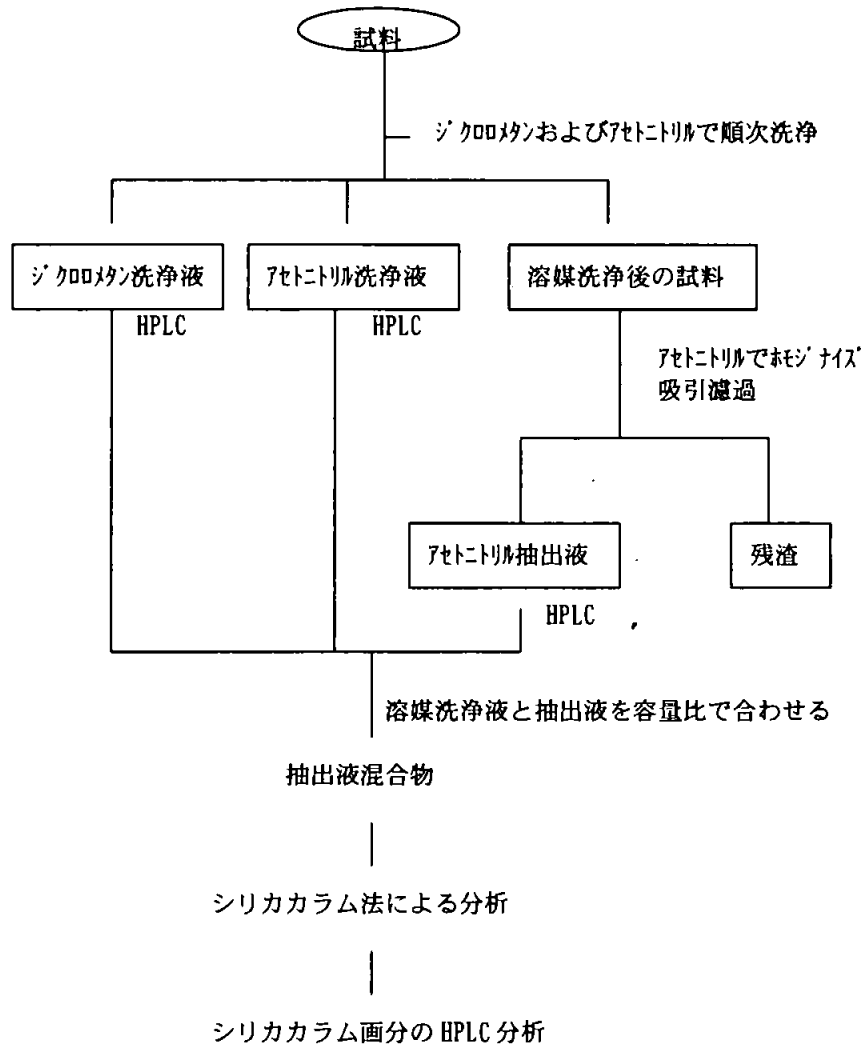 試料
ｼﾞｸﾛﾛﾒﾀﾝおよびｱｾﾄﾆﾄﾘﾙで順次洗浄
ｼﾞｸﾛﾛﾒﾀﾝ洗浄液
ｱｾﾄﾆﾄﾘﾙ洗浄液
溶媒洗浄後の試料
HPLC
HPLC
ｱｾﾄﾆﾄﾘﾙでﾎﾓｼﾞﾅｲｽﾞ
吸引濾過
ｱｾﾄﾆﾄﾘﾙ抽出液
残渣
HPLC
溶媒洗浄液と抽出液を容量比で合わせる
抽出液混合物
シリカカラム法による分析
シリカカラム画分の HPLC 分析